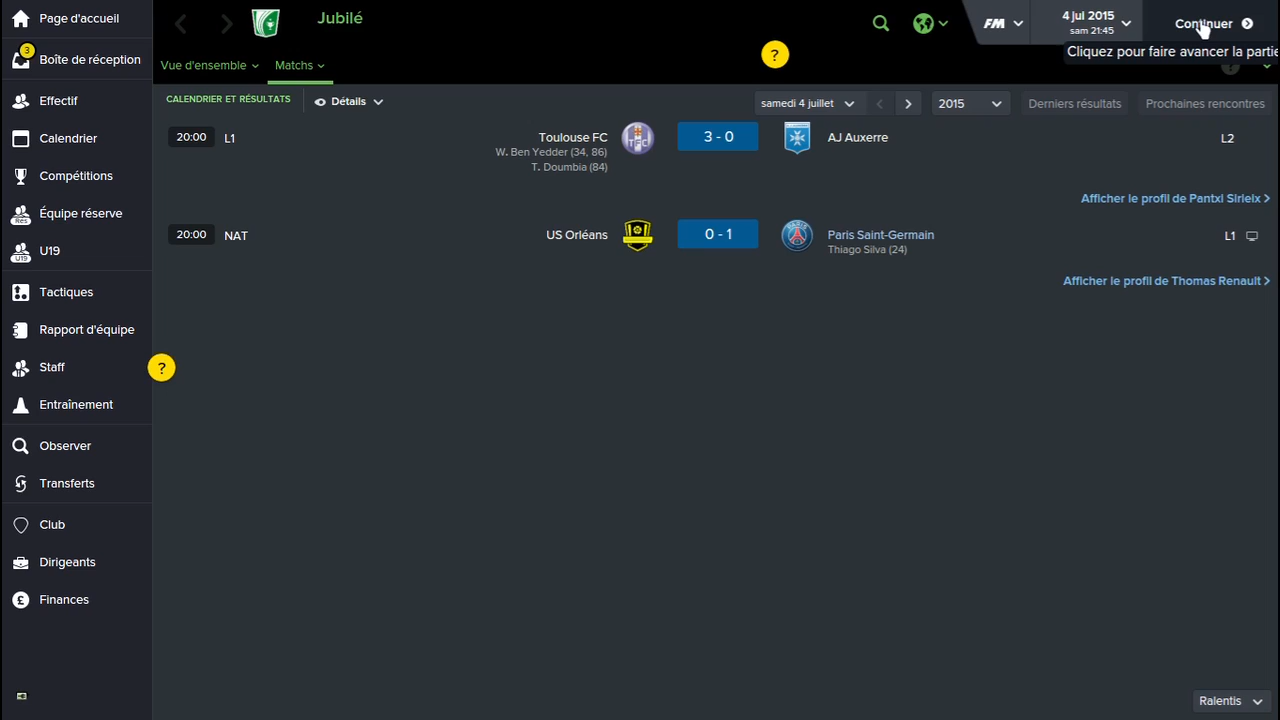 Page d'accueil
Jubilé
FM
4 jul 2015
sam 21:45
Continuer
Cliquez pour faire avancer la partie
3
Boîte de réception
Vue d'ensemble
Matchs
?
Effectif
Calendrier
Compétitions
Équipe réserve
Res
U19
U19
Tactiques
Rapport d'équipe
Staff
?
Entraînement
Observer
Transferts
Club
Dirigeants
£
Finances
CALENDRIER ET RÉSULTATS
Détails
samedi 4 juillet
2015
Derniers résultats
Prochaines rencontres
20:00 L1 Toulouse FC 3 - 0 AJ Auxerre L2
W. Ben Yedder (34, 86)
T. Doumbia (84)
Afficher le profil de Pantxi Sirieix
20:00 NAT US Orléans 0 - 1 Paris Saint-Germain L1
Thiago Silva (24)
Afficher le profil de Thomas Renault
Ralentis